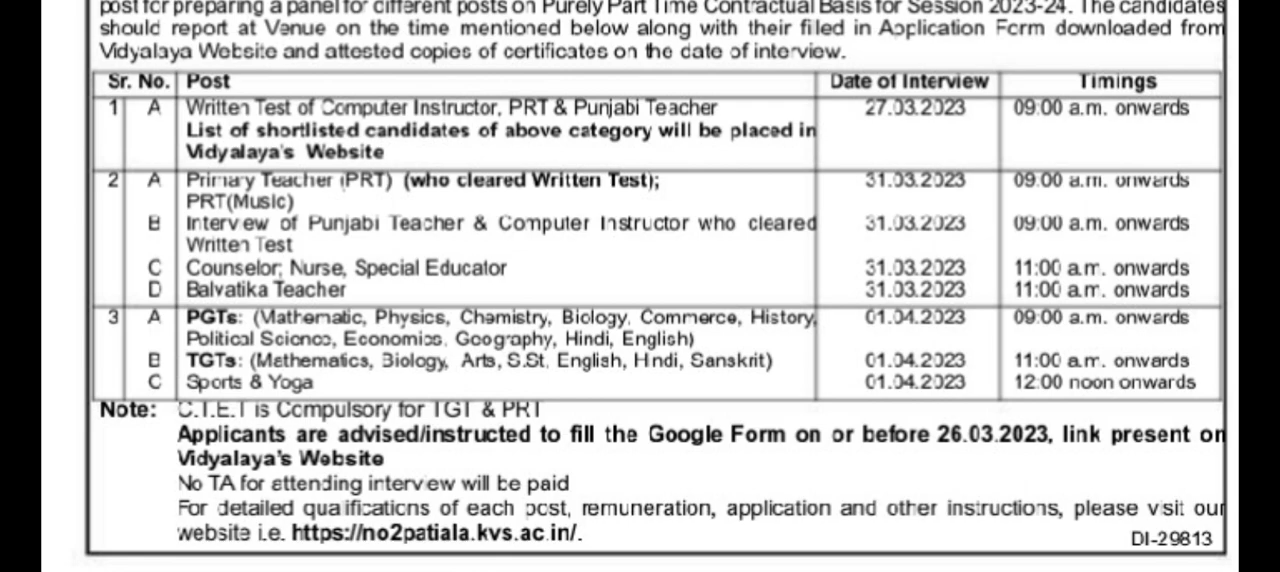 post for preparing a panel for different posts on Purely Part Time Contractual Basis for Session 2023-24. The candidates
should report at Venue on the time mentioned below along with their filed in Application Form downloaded from
Vidyalaya Website and attested copies of certificates on the date of interview.
Sr. No. Post Date of Interview Timings
1 A Written Test of Computer Instructor, PRT & Punjabi Teacher 27.03.2023 09:00 a.m. onwards
List of shortlisted candidates of above category will be placed in
Vidyalaya's Website
2 A Primary Teacher (PRT) (who cleared Written Test); 31.03.2023 09:00 a.m. onwards
PRT(Music)
B Interview of Punjabi Teacher & Computer Instructor who cleared 31.03.2023 09:00 a.m. onwards
Written Test
C Counselor, Nurse, Special Educator 31.03.2023 11:00 a.m. onwards
D Balvatika Teacher 31.03.2023 11:00 a.m. onwards
3 A PGTs: (Mathematic, Physics, Chemistry, Biology, Commerce, History, 01.04.2023 09:00 a.m. onwards
Political Science, Economics, Geography, Hindi, English)
B TGTs: (Mathematics, Biology, Arts, S.St, English, Hindi, Sanskrit) 01.04.2023 11:00 a.m. onwards
C Sports & Yoga 01.04.2023 12:00 noon onwards
Note: C.T.E.T is Compulsory for TGT & PRT
Applicants are advised/instructed to fill the Google Form on or before 26.03.2023, link present on
Vidyalaya's Website
No TA for attending interview will be paid
For detailed qualifications of each post, remuneration, application and other instructions, please visit our
website i.e. https://no2patiala.kvs.ac.in/.
DI-29813